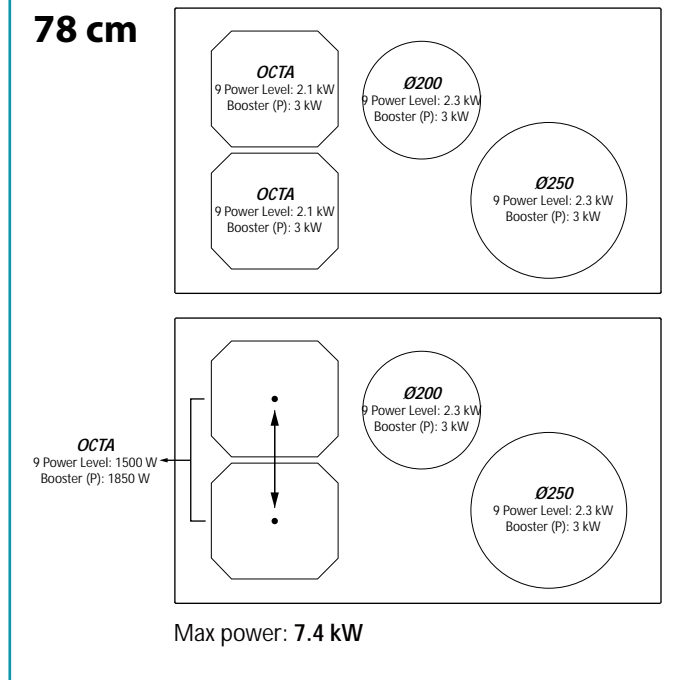 78 cm
OCTA
9 Power Level: 2.1 kW
Booster (P): 3 kW
Ø200
9 Power Level: 2.3 kW
Booster (P): 3 kW
OCTA
9 Power Level: 2.1 kW
Booster (P): 3 kW
Ø250
9 Power Level: 2.3 kW
Booster (P): 3 kW
Ø200
9 Power Level: 2.3 kW
Booster (P): 3 kW
OCTA
9 Power Level: 1500 W
Booster (P): 1850 W
Ø250
9 Power Level: 2.3 kW
Booster (P): 3 kW
Max power: 7.4 kW